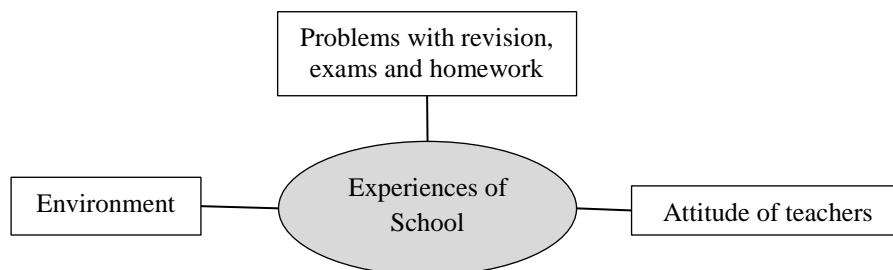 Problems with revision,
exams and homework
Environment
Experiences of
School
Attitude of teachers